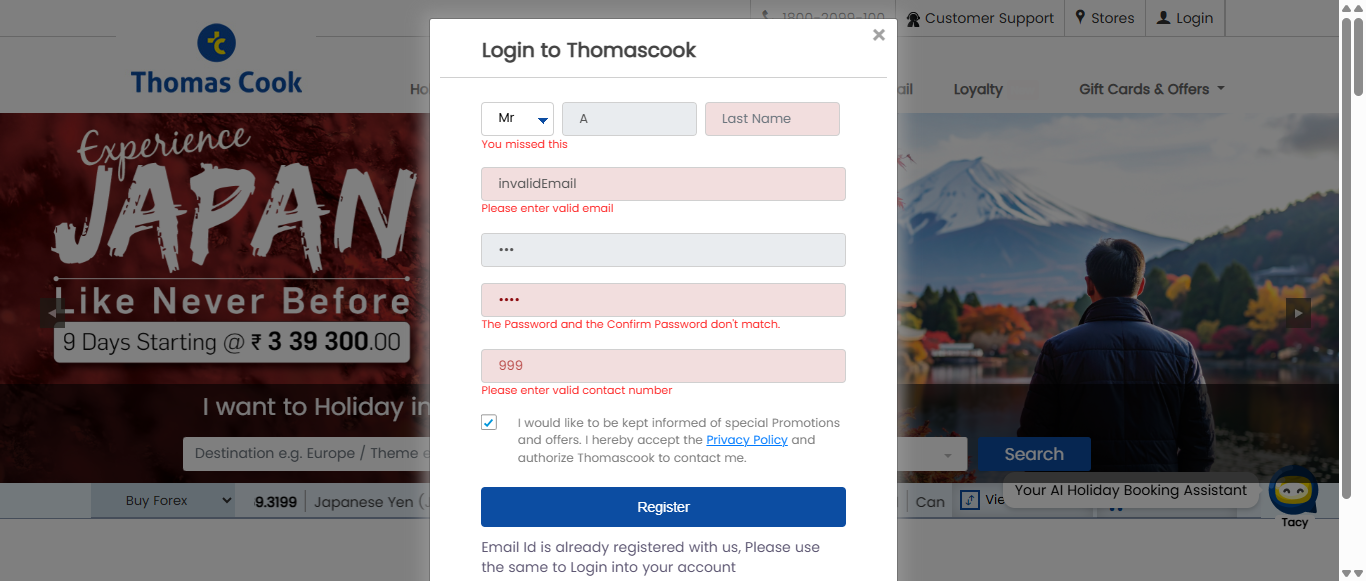 1800-2099-100
Customer Support
Stores
Login
Thomas Cook
Login to Thomascook
×
Ho
ail
Loyalty
Gift Cards & Offers
Mr
A
Last Name
You missed this
invalidEmail
Please enter valid email
•••
••••
The Password and the Confirm Password don't match.
999
Please enter valid contact number
I would like to be kept informed of special Promotions
and offers. I hereby accept the Privacy Policy and
authorize Thomascook to contact me.
Register
Email Id is already registered with us, Please use
the same to Login into your account
Experience
JAPAN
Like Never Before
9 Days Starting @ ₹ 3 39 300.00
I want to Holiday in
Destination e.g. Europe / Theme e
Search
Buy Forex
9.3199
Japanese Yen (J
Can
Vie
Your AI Holiday Booking Assistant
Tacy